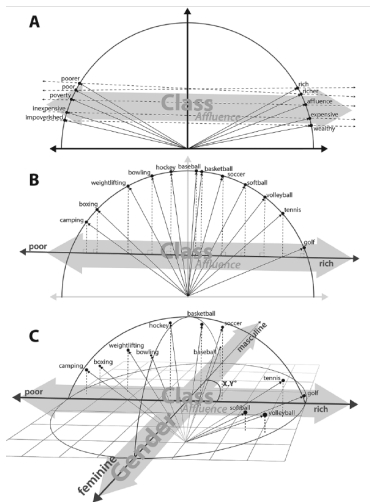 A
poorer
rich
poor
richer
poverty
affluence
Class
inexpensive
expensive
Affluence
impoverished
wealthy
B
hockey
baseball
basketball
bowling
soccer
weightlifting
softball
volleyball
boxing
tennis
camping
golf
poor
Class
Affluence
rich
C
basketball
hockey
soccer
masculine
weightlifting
baseball
bowling
boxing
camping
tennis
X,Y
poor
golf
Class
Affluence
rich
softball
volleyball
Gender
feminine